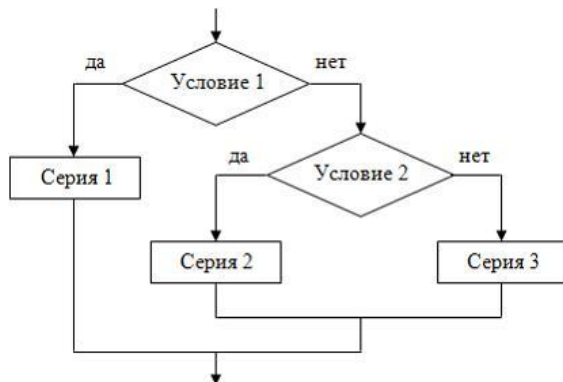 да
нет
Условие 1
да
нет
Серия 1
Условие 2
Серия 2
Серия 3